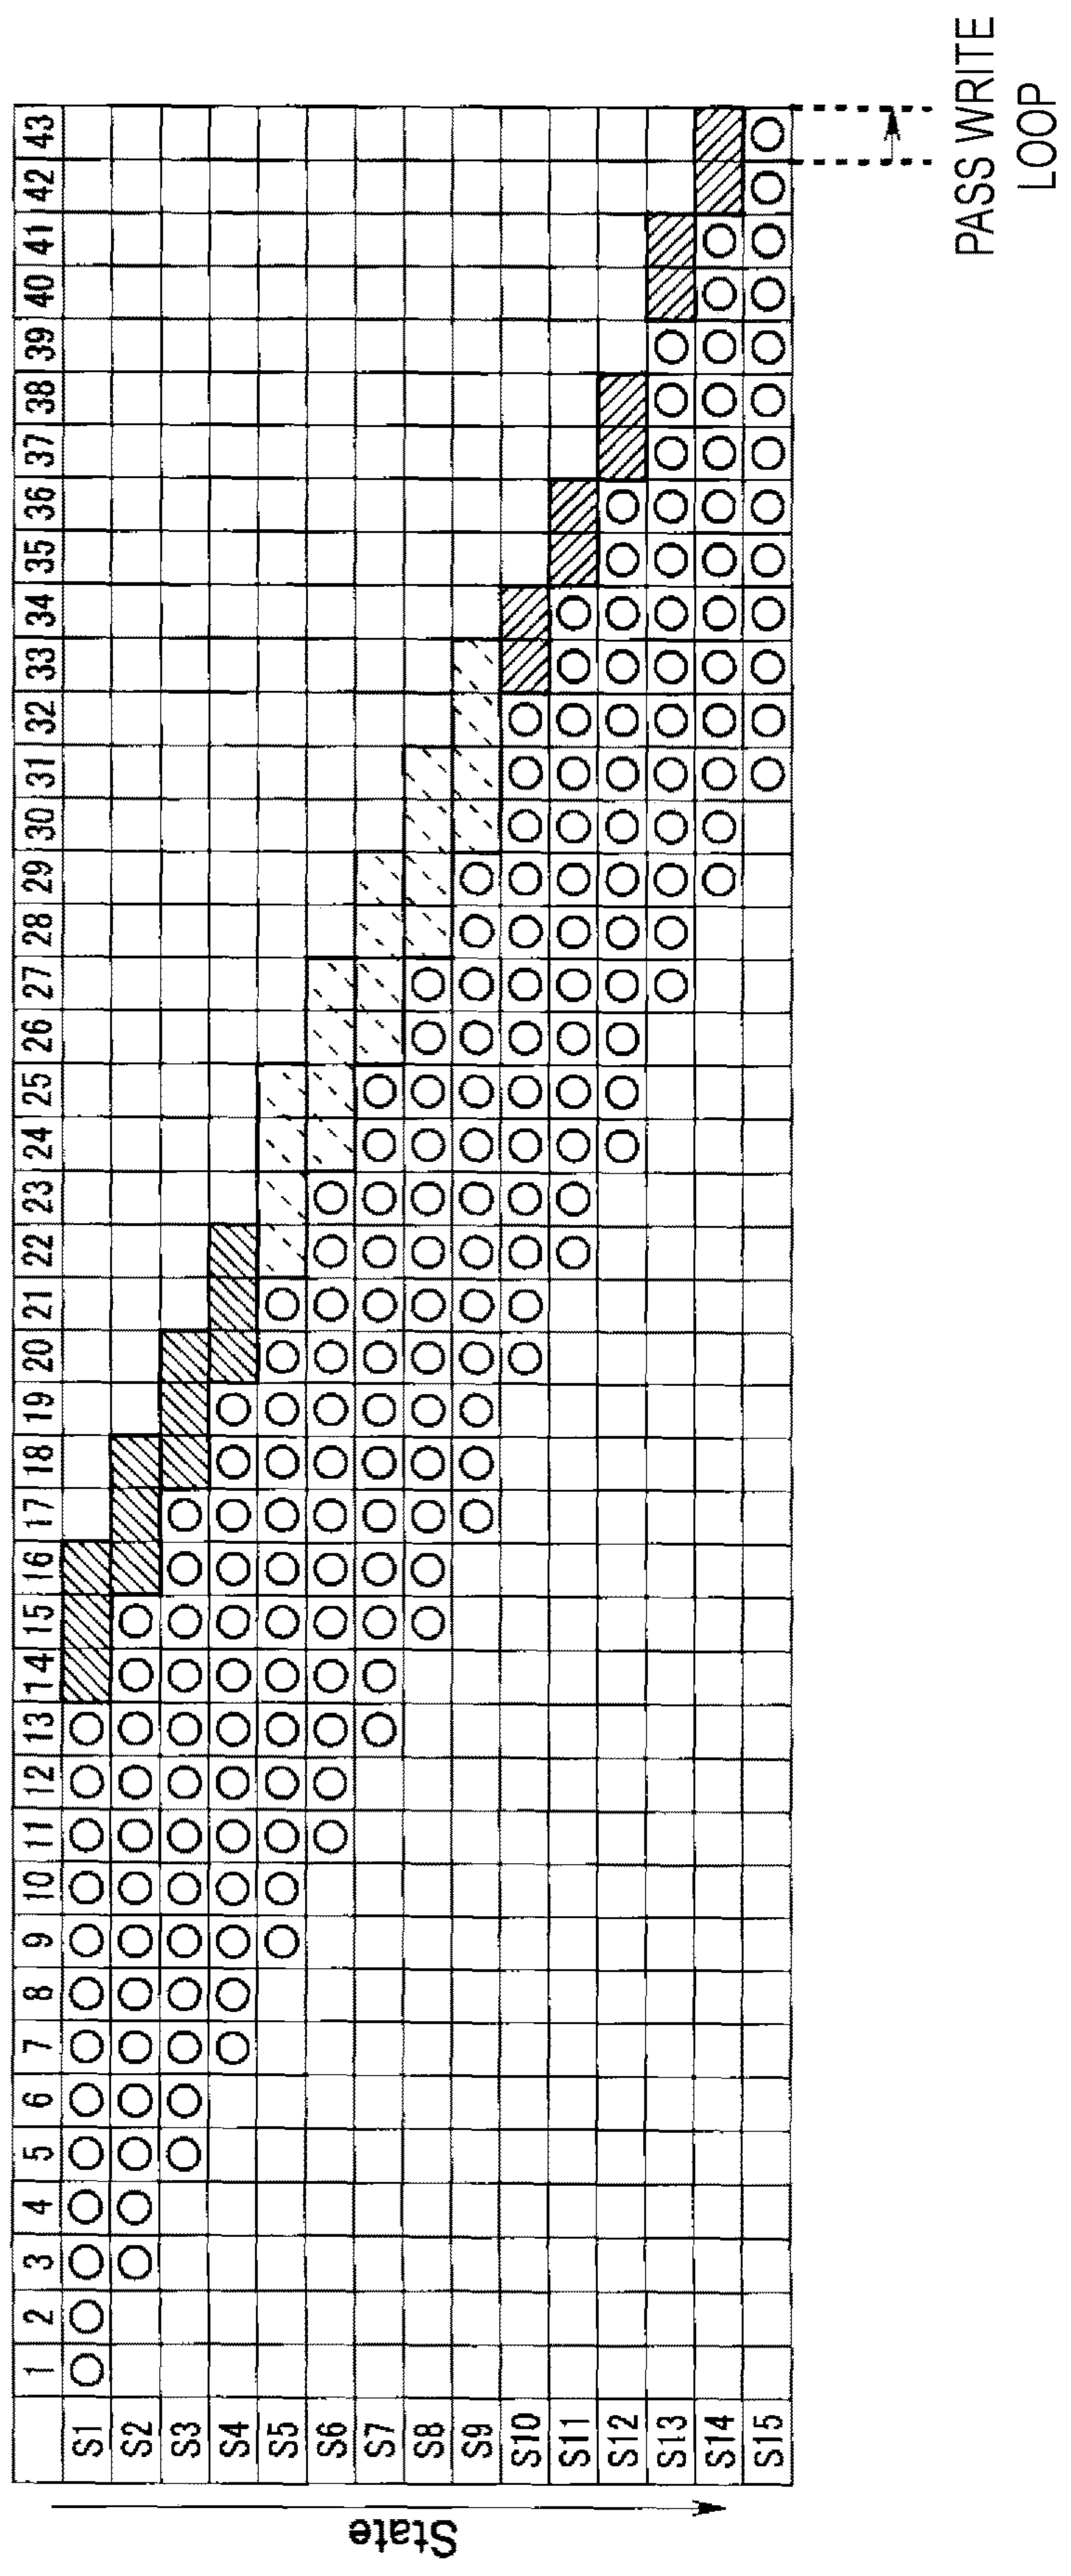 1 2 3 4 5 6 7 8 9 10 11 12 13 14 15 16 17 18 19 20 21 22 23 24 25 26 27 28 29 30 31 32 33 34 35 36 37 38 39 40 41 42 43
S1
S2
S3
S4
S5
S6
S7
S8
S9
S10
S11
S12
S13
S14
S15
State
PASS WRITE
LOOP